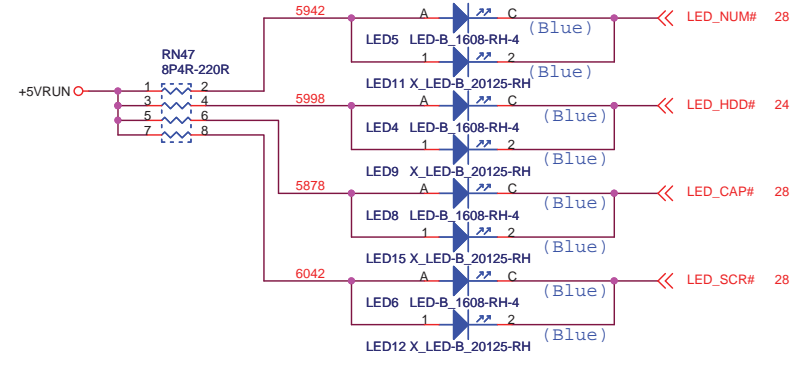 5942 A C LED_NUM# 28
(Blue)
LED5 LED-B_1608-RH-4
RN47
8P4R-220R
1 2
(Blue)
LED11 X_LED-B_20125-RH
+5VRUN
1 2
3 4
5998 A C LED_HDD# 24
(Blue)
5 6
LED4 LED-B_1608-RH-4
7 8
1 2
(Blue)
LED9 X_LED-B_20125-RH
5878 A C LED_CAP# 28
(Blue)
LED8 LED-B_1608-RH-4
1 2
(Blue)
LED15 X_LED-B_20125-RH
6042 A C LED_SCR# 28
(Blue)
LED6 LED-B_1608-RH-4
1 2
(Blue)
LED12 X_LED-B_20125-RH